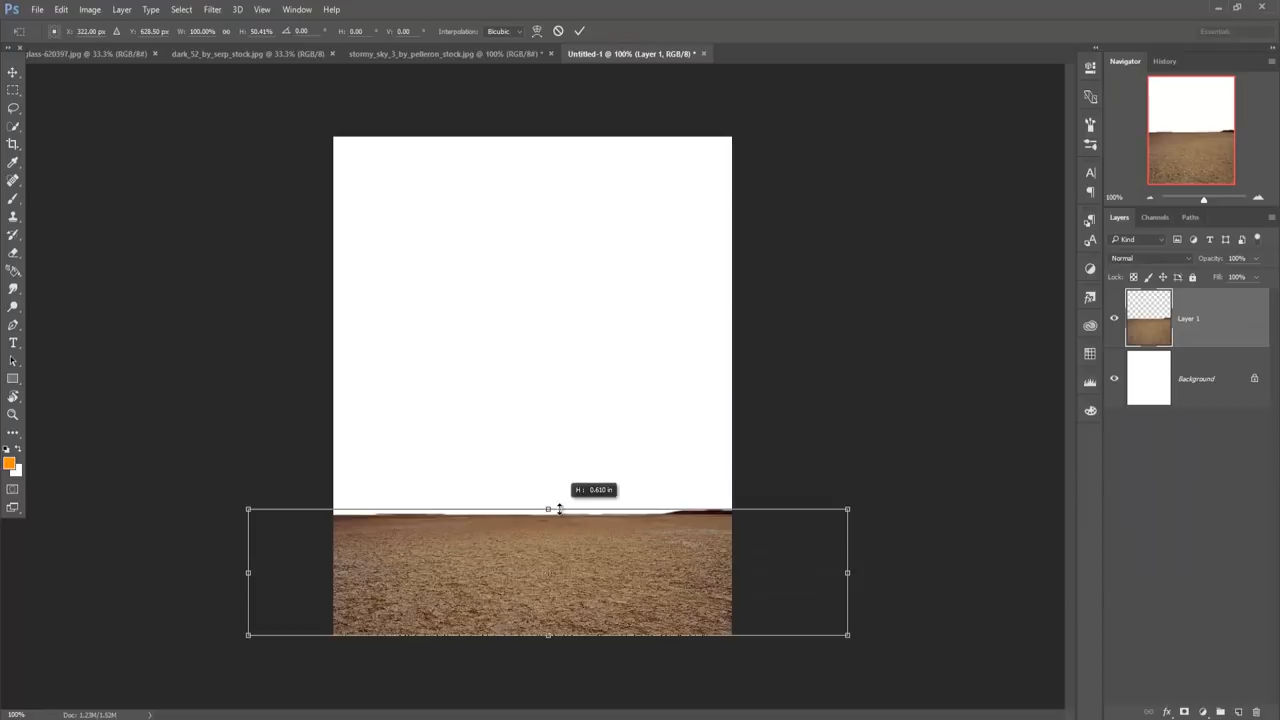 Ps File Edit Image Layer Type Select Filter 3D View Window Help
X: 322.00 px Y: 628.50 px W: 100.00% H: 50.41% 0.00 ° H: 0.00 ° V: 0.00 ° Interpolation: Bicubic Essentials
glass-620397.jpg @ 33.3% (RGB/8#) × dark_52_by_serp_stock.jpg @ 33.3% (RGB/8) × stormy_sky_3_by_pelleron_stock.jpg @ 100% (RGB/8#) * × Untitled-1 @ 100% (Layer 1, RGB/8) * ×
Navigator History
100%
Layers Channels Paths
Kind
Normal Opacity: 100%
Lock: Fill: 100%
Layer 1
Background
H : 0.610 in
100% Doc: 1.23M/1.52M